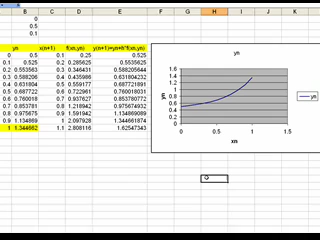 B C D E F G H I J K
0
0.5
0.1
yn x(n+1) f(xn,yn) y(n+1)=yn+h*f(xn,yn)
0 0.5 0.1 0.25 0.525
0.1 0.525 0.2 0.285625 0.5535625
0.2 0.553563 0.3 0.346431 0.588205644
0.3 0.588206 0.4 0.435986 0.631804232
0.4 0.631804 0.5 0.559177 0.687721891
0.5 0.687722 0.6 0.722961 0.760018031
0.6 0.760018 0.7 0.937627 0.853780772
0.7 0.853781 0.8 1.218942 0.975674932
0.8 0.975675 0.9 1.591942 1.134869089
0.9 1.134869 1 2.097928 1.344661874
1 1.344662 1.1 2.808116 1.62547343
yn
1.6
1.4
1.2
1
0.8
0.6
0.4
0.2
0
yn
0 0.5 1 1.5
xn
yn